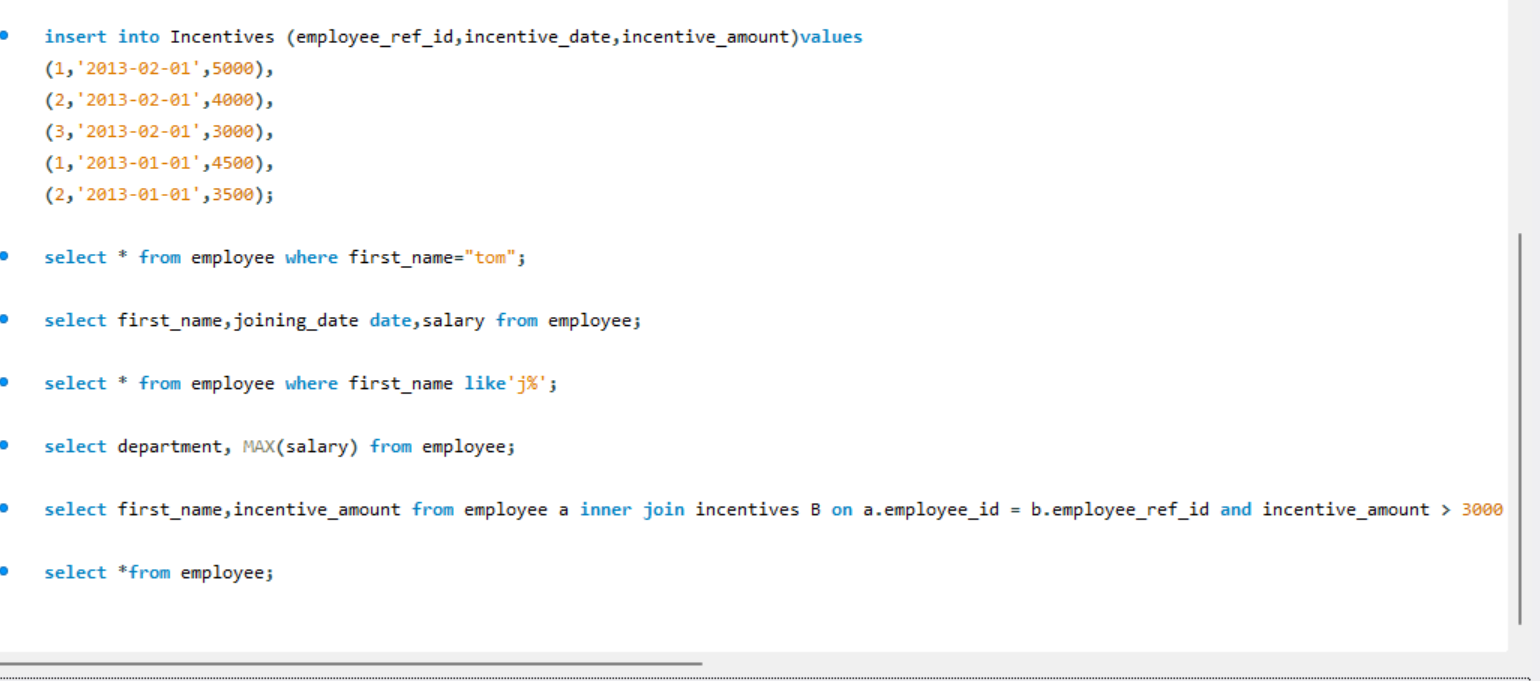 insert into Incentives (employee_ref_id,incentive_date,incentive_amount)values
(1,'2013-02-01',5000),
(2,'2013-02-01',4000),
(3,'2013-02-01',3000),
(1,'2013-01-01',4500),
(2,'2013-01-01',3500);
select * from employee where first_name="tom";
select first_name,joining_date date,salary from employee;
select * from employee where first_name like'j%';
select department, MAX(salary) from employee;
select first_name,incentive_amount from employee a inner join incentives B on a.employee_id = b.employee_ref_id and incentive_amount > 3000
select *from employee;